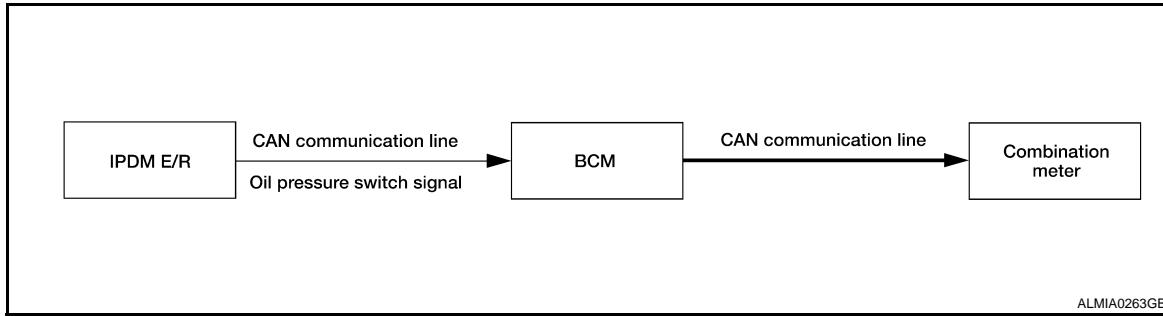 IPDM E/R
CAN communication line
Oil pressure switch signal
BCM
CAN communication line
Combination
meter
ALMIA0263GB